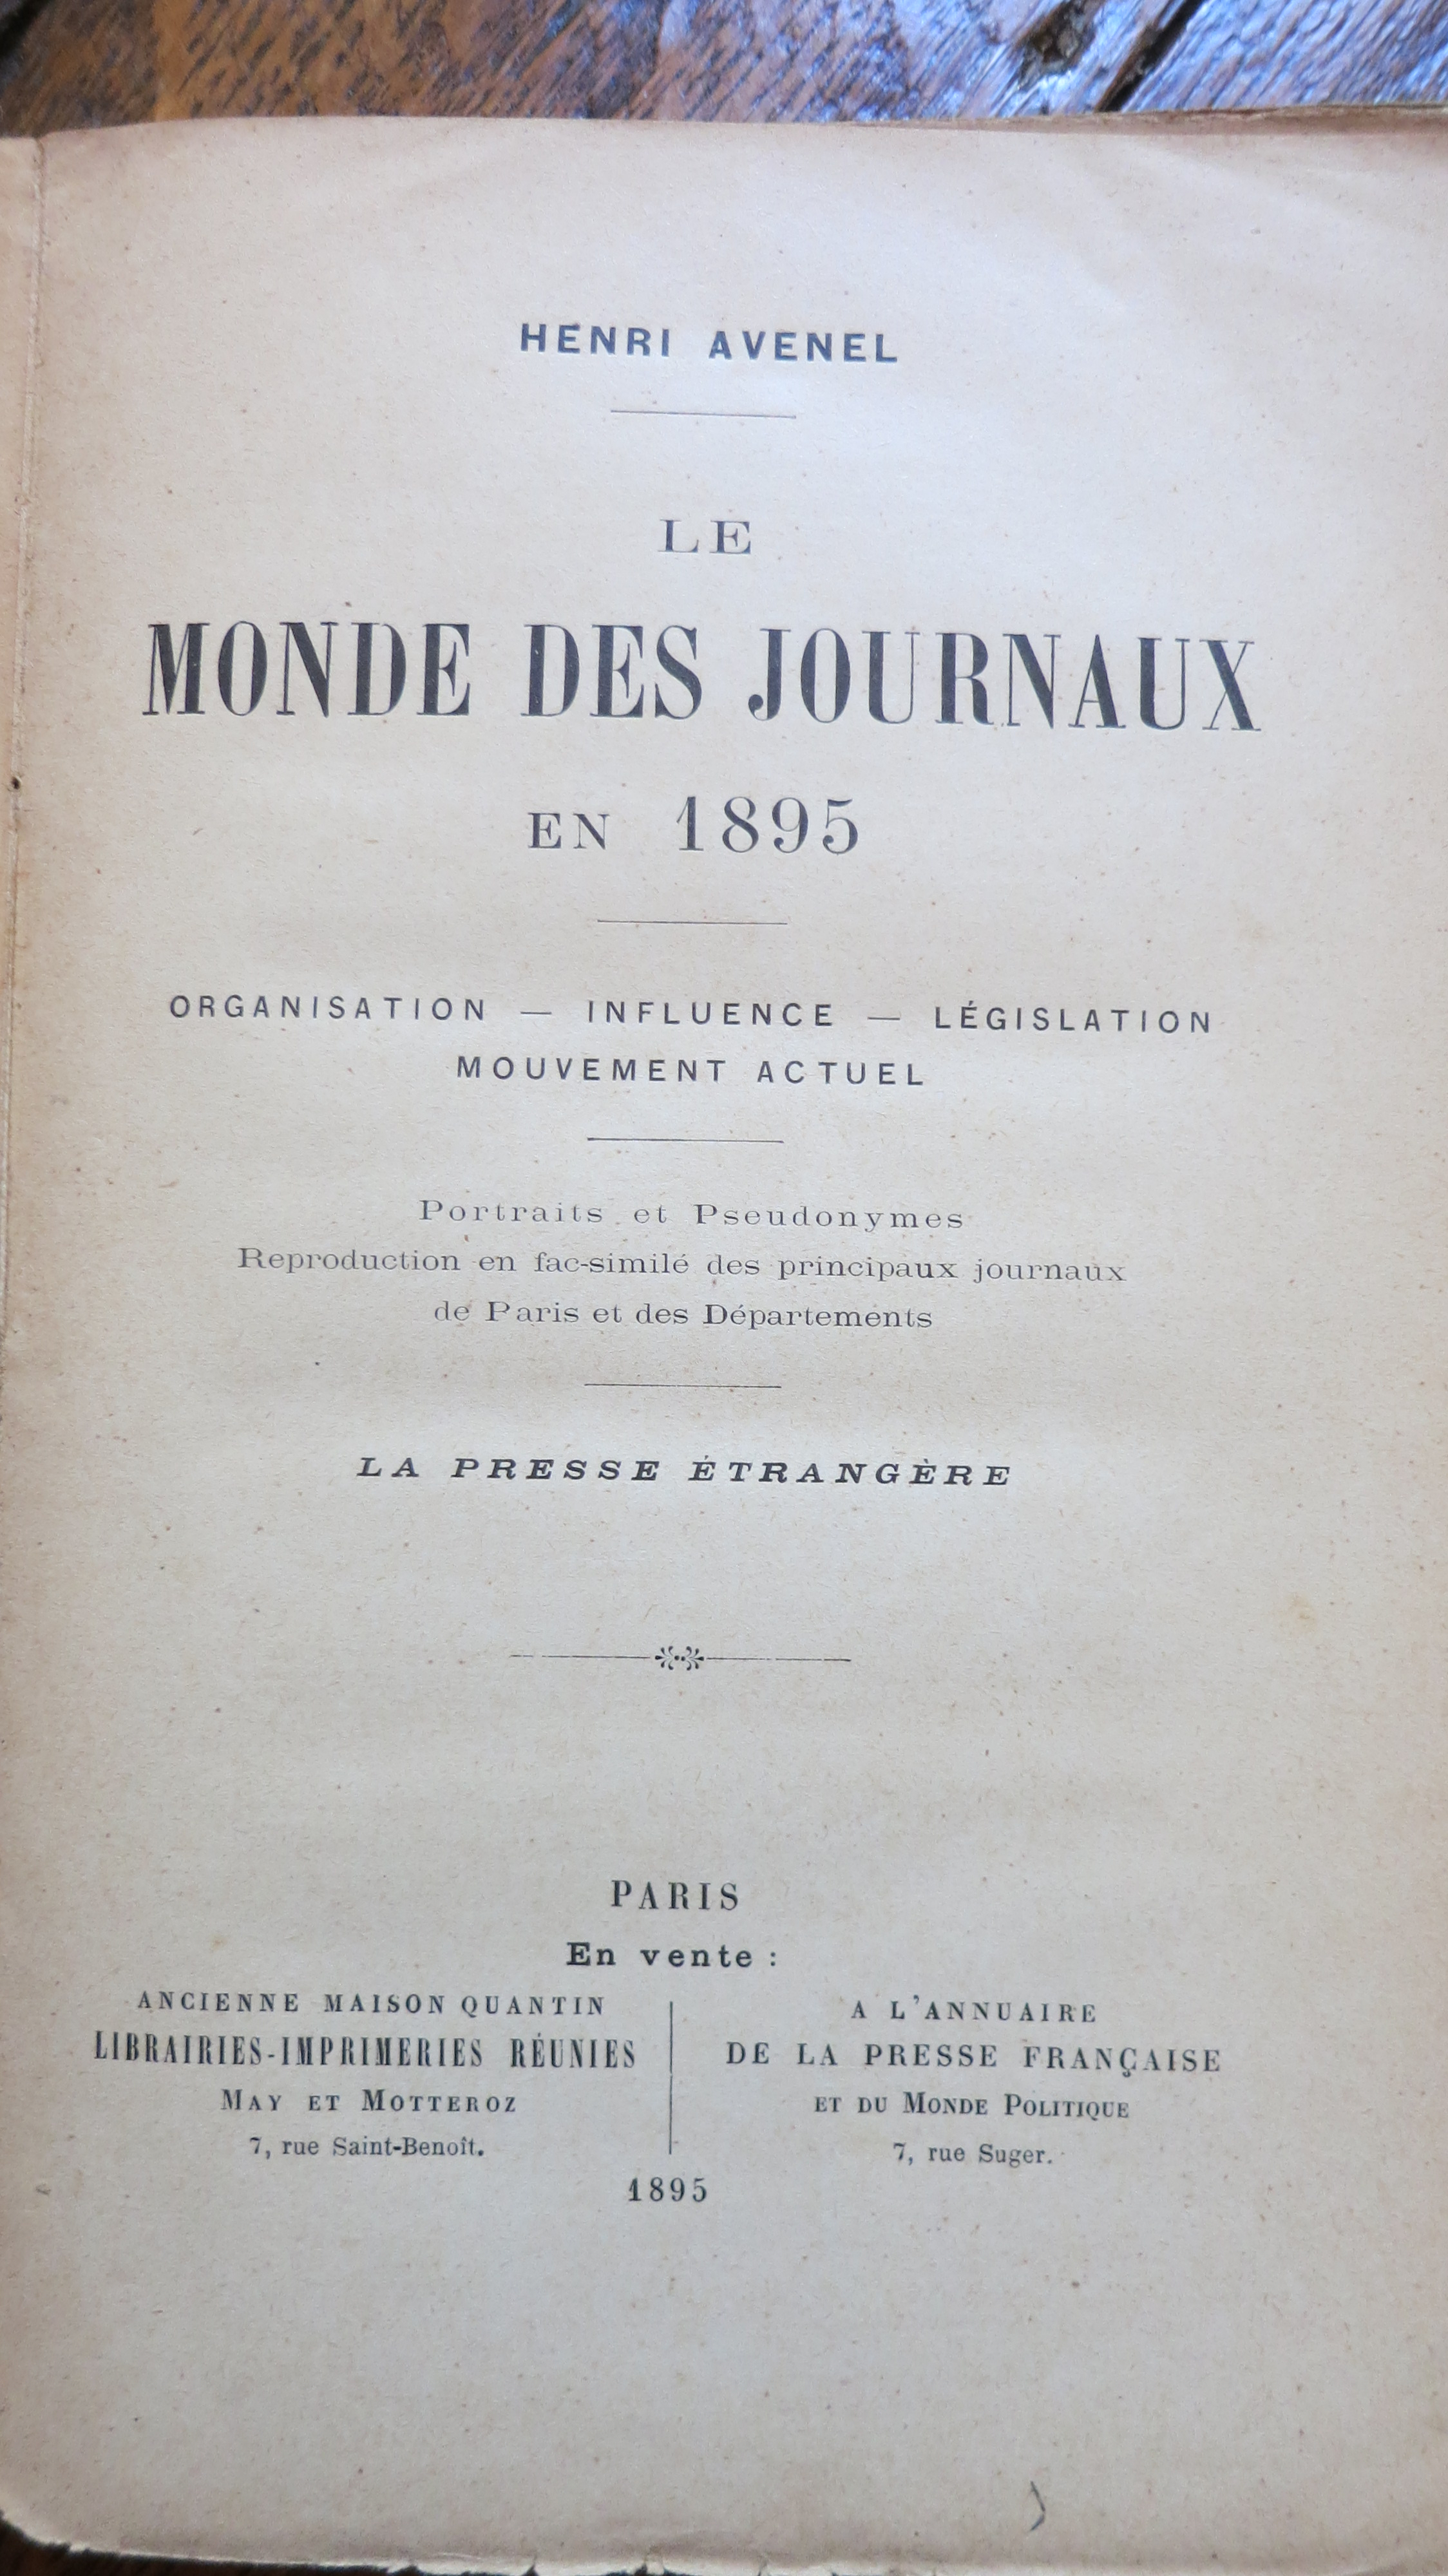 HENRI AVENEL
LE
MONDE DES JOURNAUX
EN 1895
ORGANISATION — INFLUENCE — LÉGISLATION
MOUVEMENT ACTUEL
Portraits et Pseudonymes
Reproduction en fac-similé des principaux journaux
de Paris et des Départements
LA PRESSE ÉTRANGÈRE
PARIS
En vente :
ANCIENNE MAISON QUANTIN
LIBRAIRIES-IMPRIMERIES RÉUNIES
MAY ET MOTTEROZ
7, rue Saint-Benoît.
A L'ANNUAIRE
DE LA PRESSE FRANÇAISE
ET DU MONDE POLITIQUE
7, rue Suger.
1895